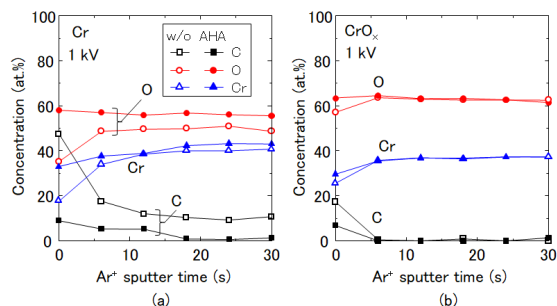 Cr
1 kV
w/o AHA
C
O
Cr
O
Cr
C
Concentration (at.%)
100
80
60
40
20
0
0 10 20 30
Ar⁺ sputter time (s)
(a)
CrOₓ
1 kV
O
Cr
C
Concentration (at.%)
100
80
60
40
20
0
0 10 20 30
Ar⁺ sputter time (s)
(b)